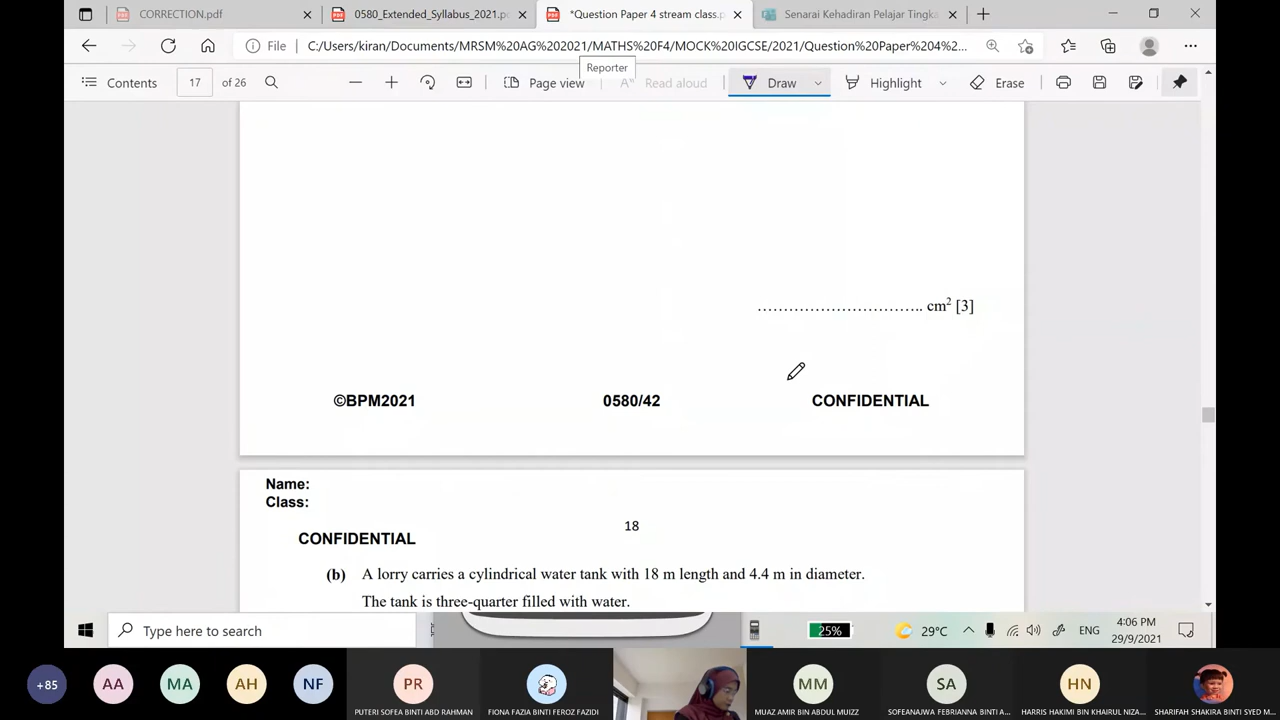 CORRECTION.pdf
0580_Extended_Syllabus_2021.p
*Question Paper 4 stream class.p
Senarai Kehadiran Pelajar Tingka
File
C:/Users/kiran/Documents/MRSM%20AG%202021/MATHS%20F4/MOCK%20IGCSE/2021/Question%20Paper%204%2...
Reporter
Contents
17
of 26
Page view
Read aloud
Draw
Highlight
Erase
................................. cm² [3]
©BPM2021
0580/42
CONFIDENTIAL
Name:
Class:
18
CONFIDENTIAL
(b) A lorry carries a cylindrical water tank with 18 m length and 4.4 m in diameter.
The tank is three-quarter filled with water.
Type here to search
25%
29°C
ENG
4:06 PM
29/9/2021
+85
AA
MA
AH
NF
PR
MM
SA
HN
PUTERI SOFEA BINTI ABD RAHMAN
FIONA FAZIA BINTI FEROZ FAZIDI
MUAZ AMIR BIN ABDUL MUIZZ
SOFEANAJWA FEBRIANNA BINTI A...
HARRIS HAKIMI BIN KHAIRUL NIZA...
SHARIFAH SHAKIRA BINTI SYED M...